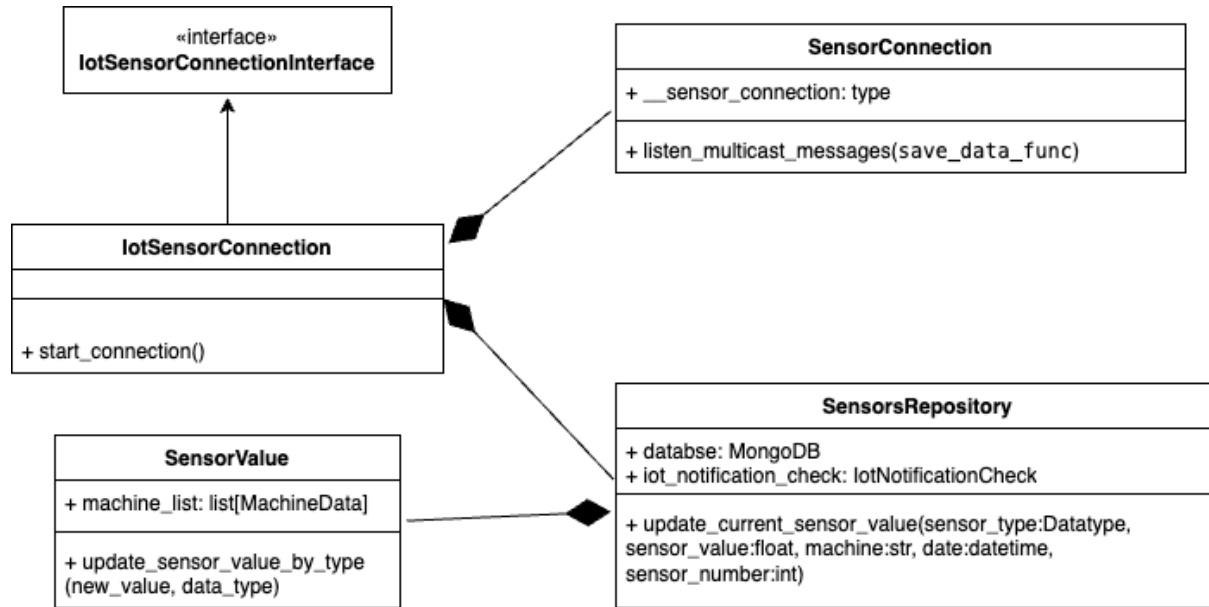 «interface»
IotSensorConnectionInterface
SensorConnection
+ __sensor_connection: type
+ listen_multicast_messages(save_data_func)
IotSensorConnection
+ start_connection()
SensorsRepository
+ databse: MongoDB
+ iot_notification_check: IotNotificationCheck
+ update_current_sensor_value(sensor_type:Datatype,
sensor_value:float, machine:str, date:datetime,
sensor_number:int)
SensorValue
+ machine_list: list[MachineData]
+ update_sensor_value_by_type
(new_value, data_type)